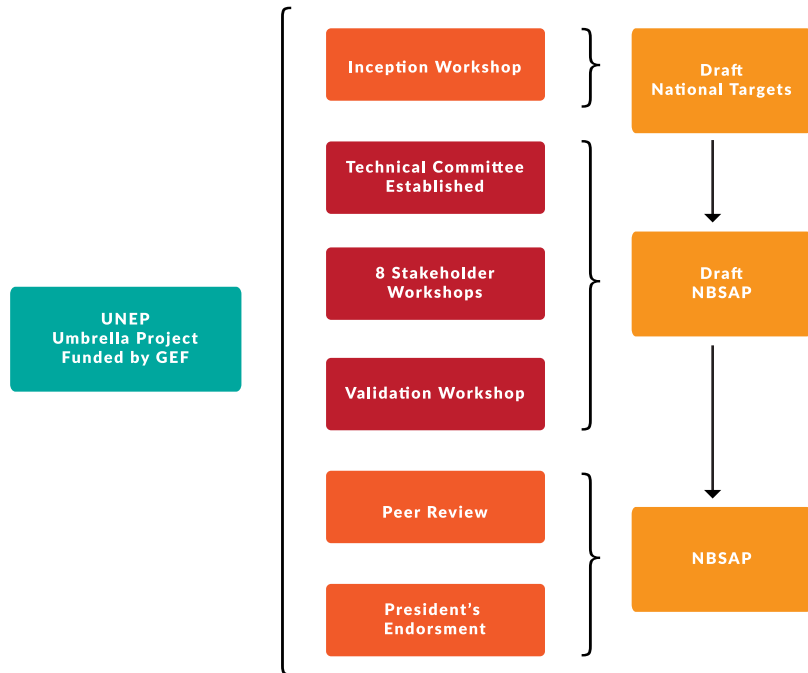 Inception Workshop
Draft
National Targets
Technical Committee
Established
8 Stakeholder
Workshops
Draft
NBSAP
UNEP
Umbrella Project
Funded by GEF
Validation Workshop
Peer Review
NBSAP
President's
Endorsment